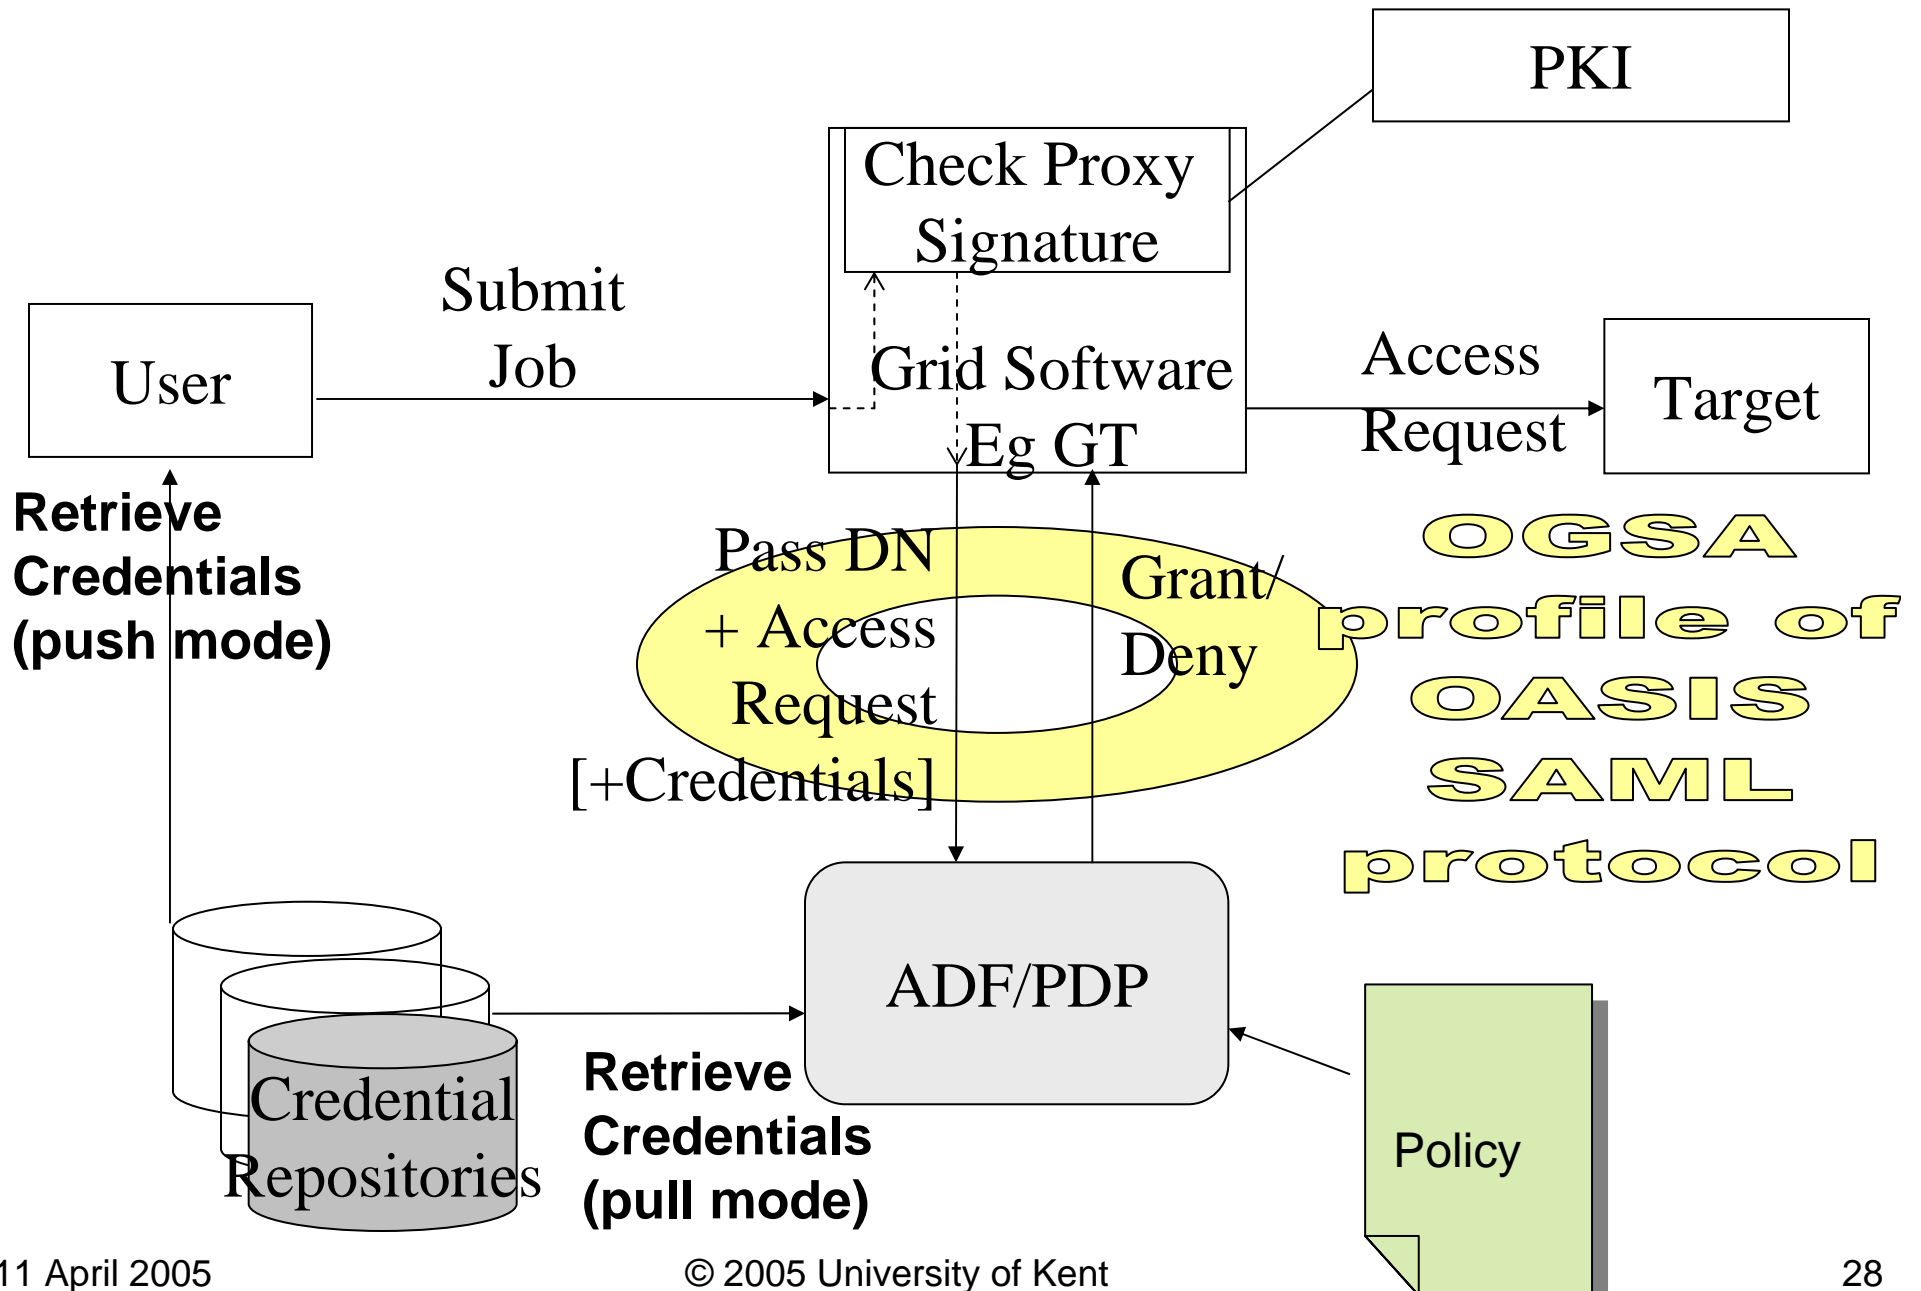 PKI
Check Proxy
Signature
Submit
Job
User
Grid Software
Eg GT
Access
Request
Target
Retrieve
Credentials
(push mode)
Pass DN
+ Access
Request
[+Credentials]
Grant/
Deny
OGSA
profile of
OASIS
SAML
protocol
ADF/PDP
Credential
Repositories
Retrieve
Credentials
(pull mode)
Policy
11 April 2005
© 2005 University of Kent
28